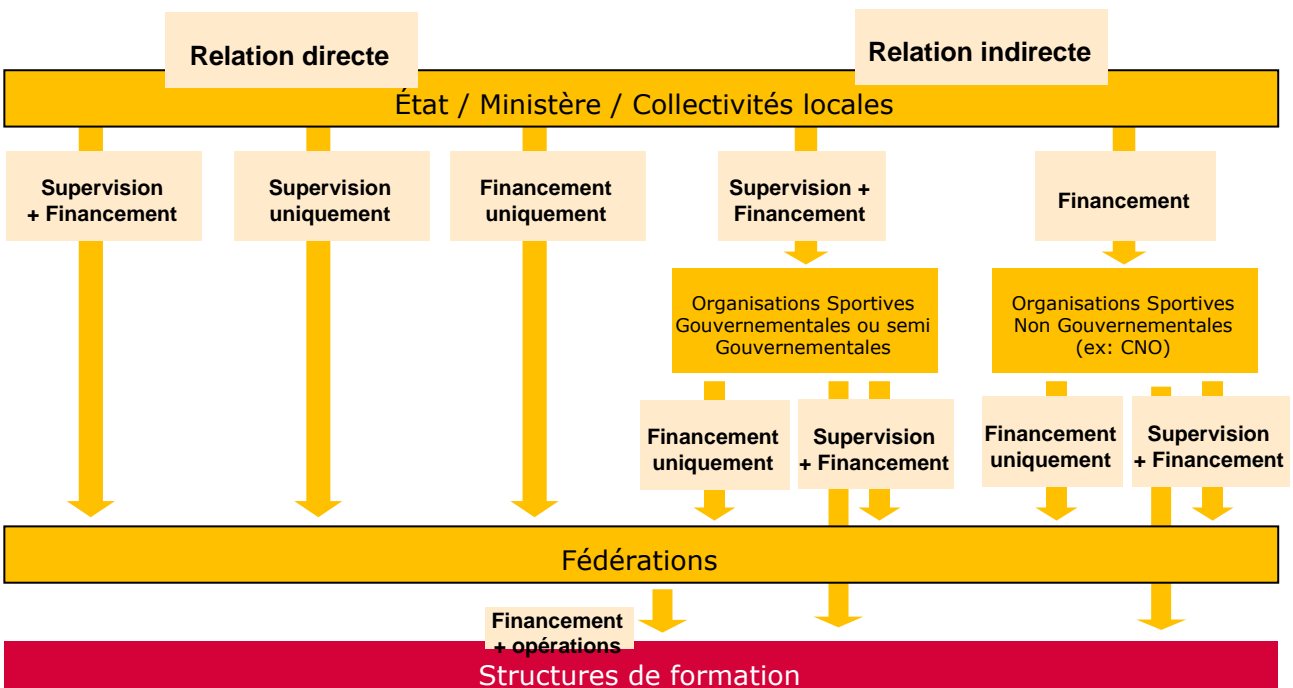 Relation directe
Relation indirecte
État / Ministère / Collectivités locales
Supervision
+ Financement
Supervision
uniquement
Financement
uniquement
Supervision +
Financement
Financement
Organisations Sportives
Gouvernementales ou semi
Gouvernementales
Organisations Sportives
Non Gouvernementales
(ex: CNO)
Financement
uniquement
Supervision
+ Financement
Financement
uniquement
Supervision
+ Financement
Fédérations
Financement
+ opérations
Structures de formation